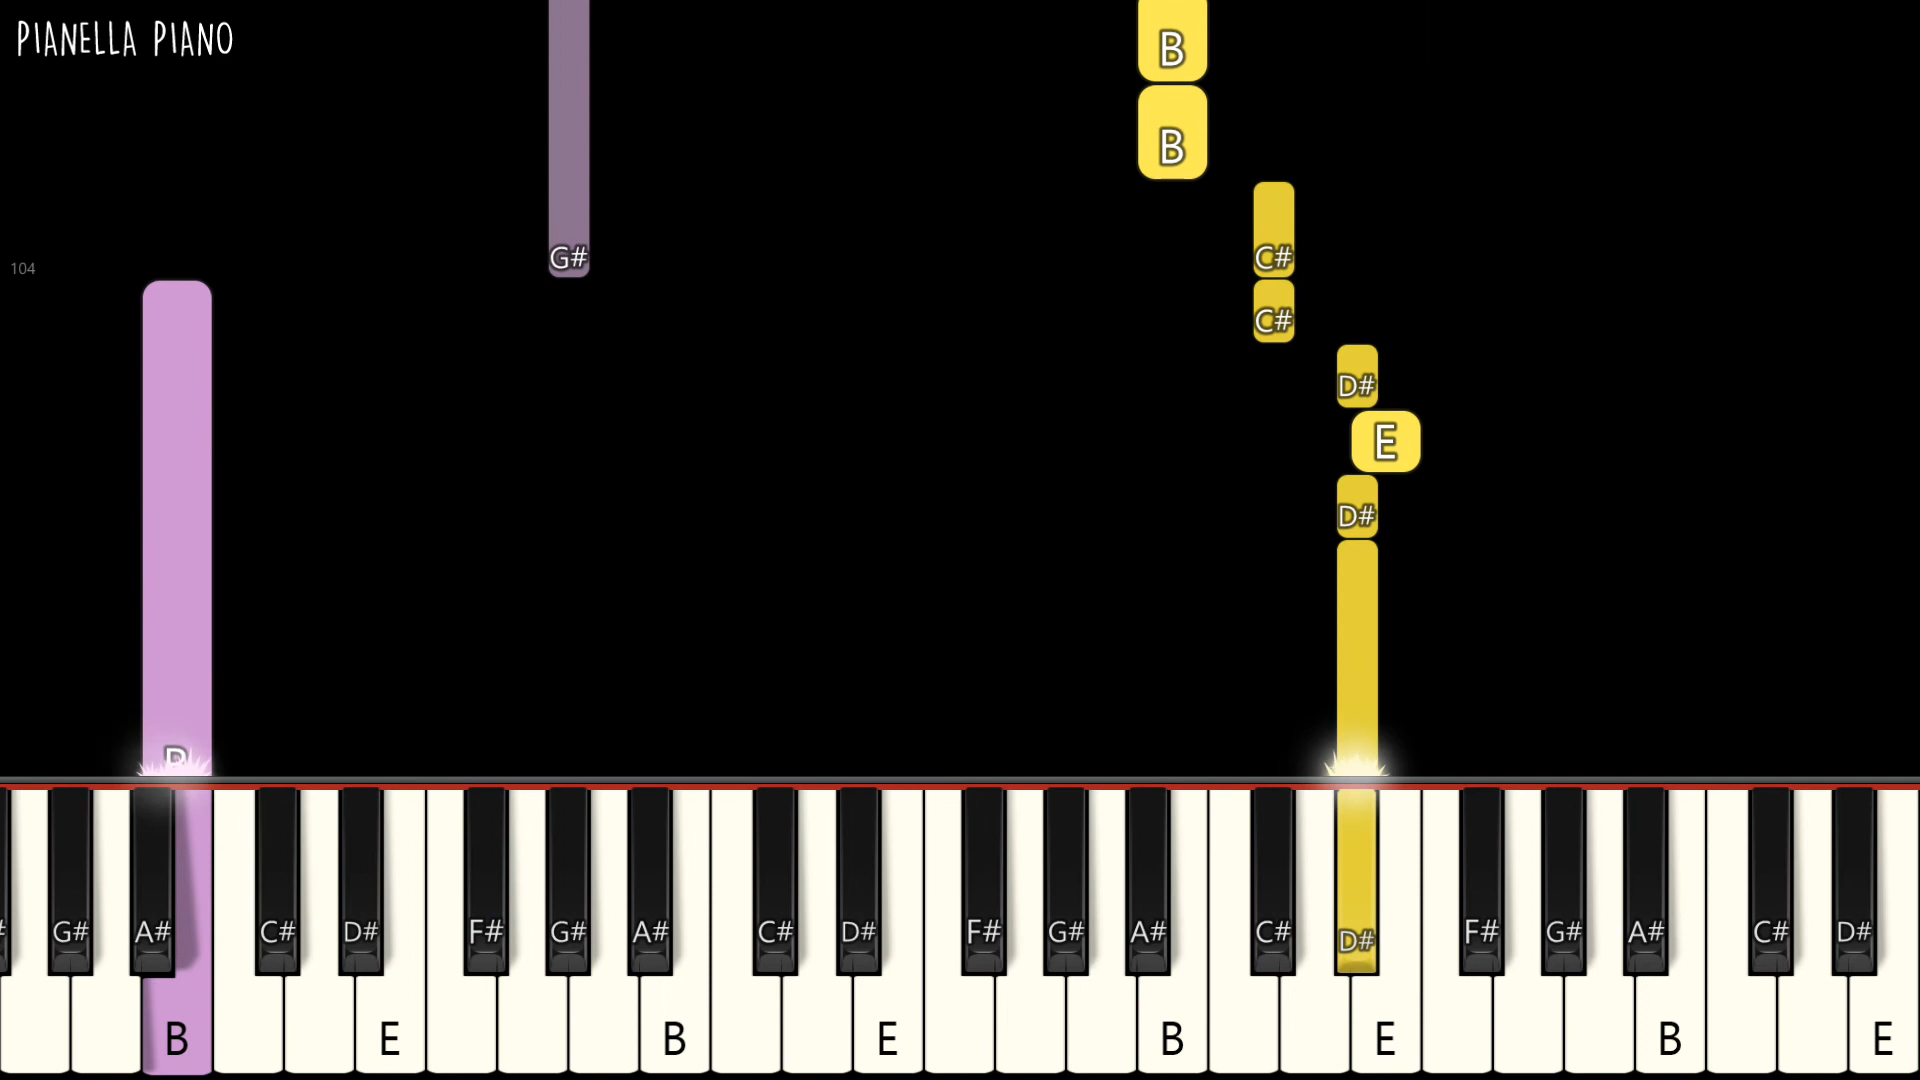 PIANELLA PIANO
B
B
G# C#
104
C#
D#
E
D#
G# A# C# D# F# G# A# C# D# F# G# A# C# D# F# G# A# C# D#
B E B E B E B E